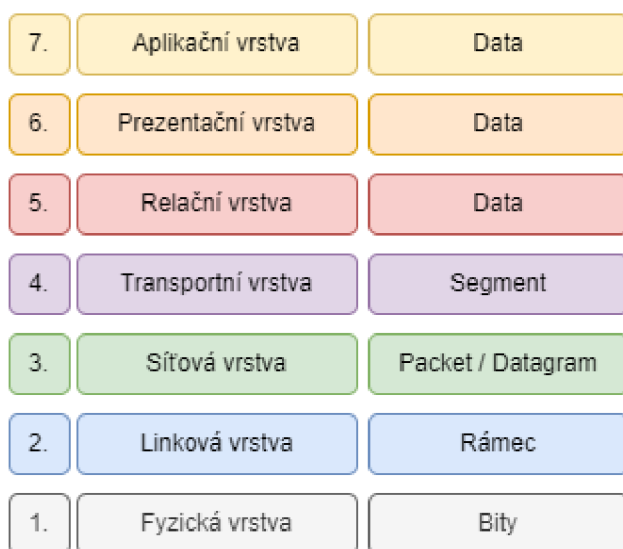 7. Aplikační vrstva Data
6. Prezentační vrstva Data
5. Relační vrstva Data
4. Transportní vrstva Segment
3. Síťová vrstva Packet / Datagram
2. Linková vrstva Rámec
1. Fyzická vrstva Bity